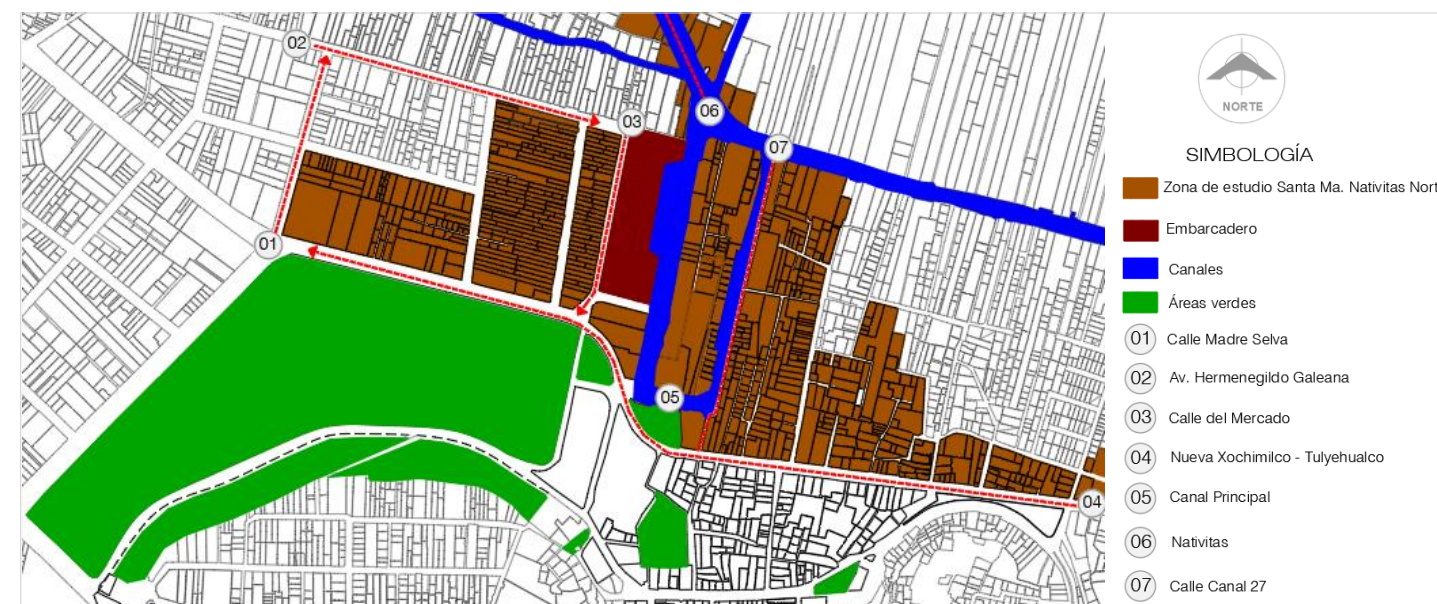 02
03
06
07
01
05
04
NORTE
SIMBOLOGÍA
Zona de estudio Santa Ma. Nativitas Nort
Embarcadero
Canales
Áreas verdes
01 Calle Madre Selva
02 Av. Hermenegildo Galeana
03 Calle del Mercado
04 Nueva Xochimilco - Tulyehualco
05 Canal Principal
06 Nativitas
07 Calle Canal 27